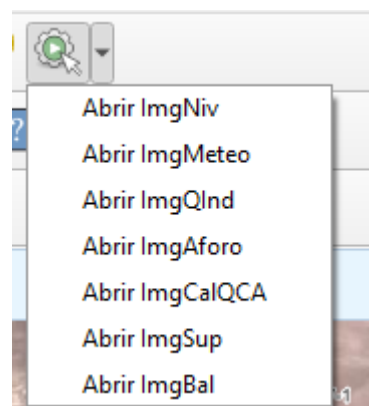 ?
Abrir ImgNiv
Abrir ImgMeteo
Abrir ImgQInd
Abrir ImgAforo
Abrir ImgCalQCA
Abrir ImgSup
Abrir ImgBal